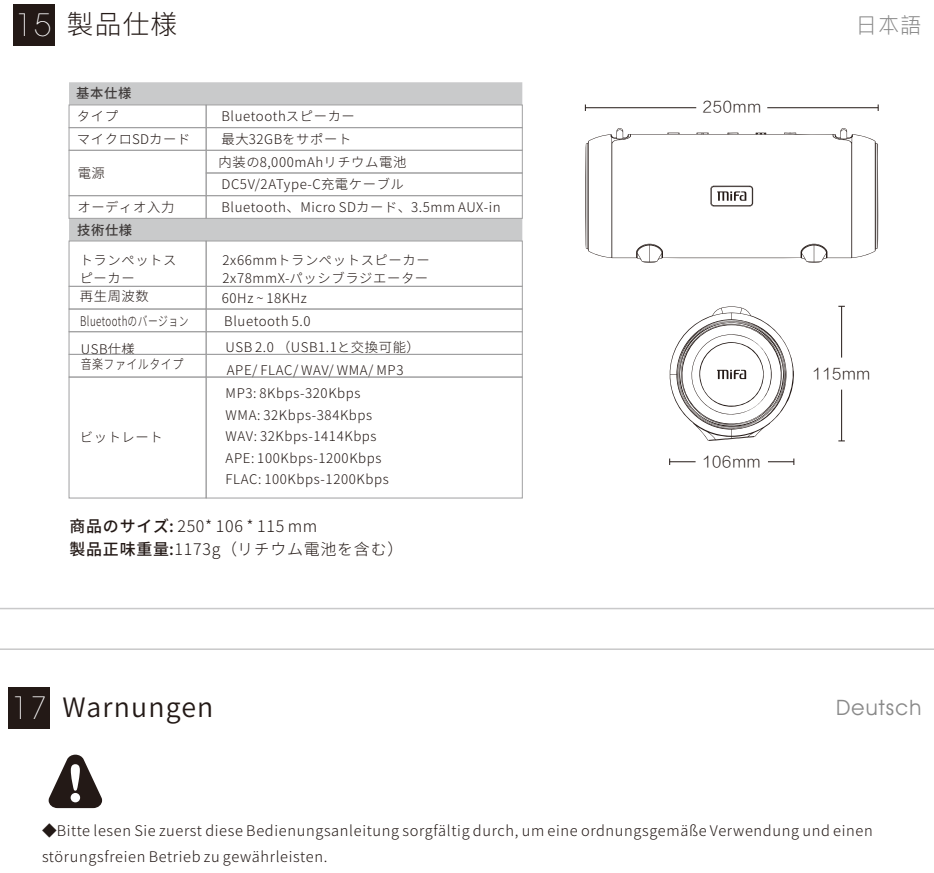 15 製品仕様
日本語
基本仕様
タイプ Bluetoothスピーカー
マイクロSDカード 最大32GBをサポート
電源 内装の8,000mAhリチウム電池
DC5V/2AType-C充電ケーブル
オーディオ入力 Bluetooth、Micro SDカード、3.5mm AUX-in
技術仕様
トランペットス 2x66mmトランペットスピーカー
ピーカー 2x78mmX-パッシブラジエーター
再生周波数 60Hz ~ 18KHz
Bluetoothのバージョン Bluetooth 5.0
USB仕様 USB 2.0 （USB1.1と交換可能）
音楽ファイルタイプ APE/ FLAC/ WAV/ WMA/ MP3
MP3: 8Kbps-320Kbps
WMA: 32Kbps-384Kbps
ビットレート WAV: 32Kbps-1414Kbps
APE: 100Kbps-1200Kbps
FLAC: 100Kbps-1200Kbps
250mm
miFa
miFa
115mm
106mm
商品のサイズ: 250* 106 * 115 mm
製品正味重量:1173g（リチウム電池を含む）
17 Warnungen
Deutsch
◆Bitte lesen Sie zuerst diese Bedienungsanleitung sorgfältig durch, um eine ordnungsgemäße Verwendung und einen
störungsfreien Betrieb zu gewährleisten.